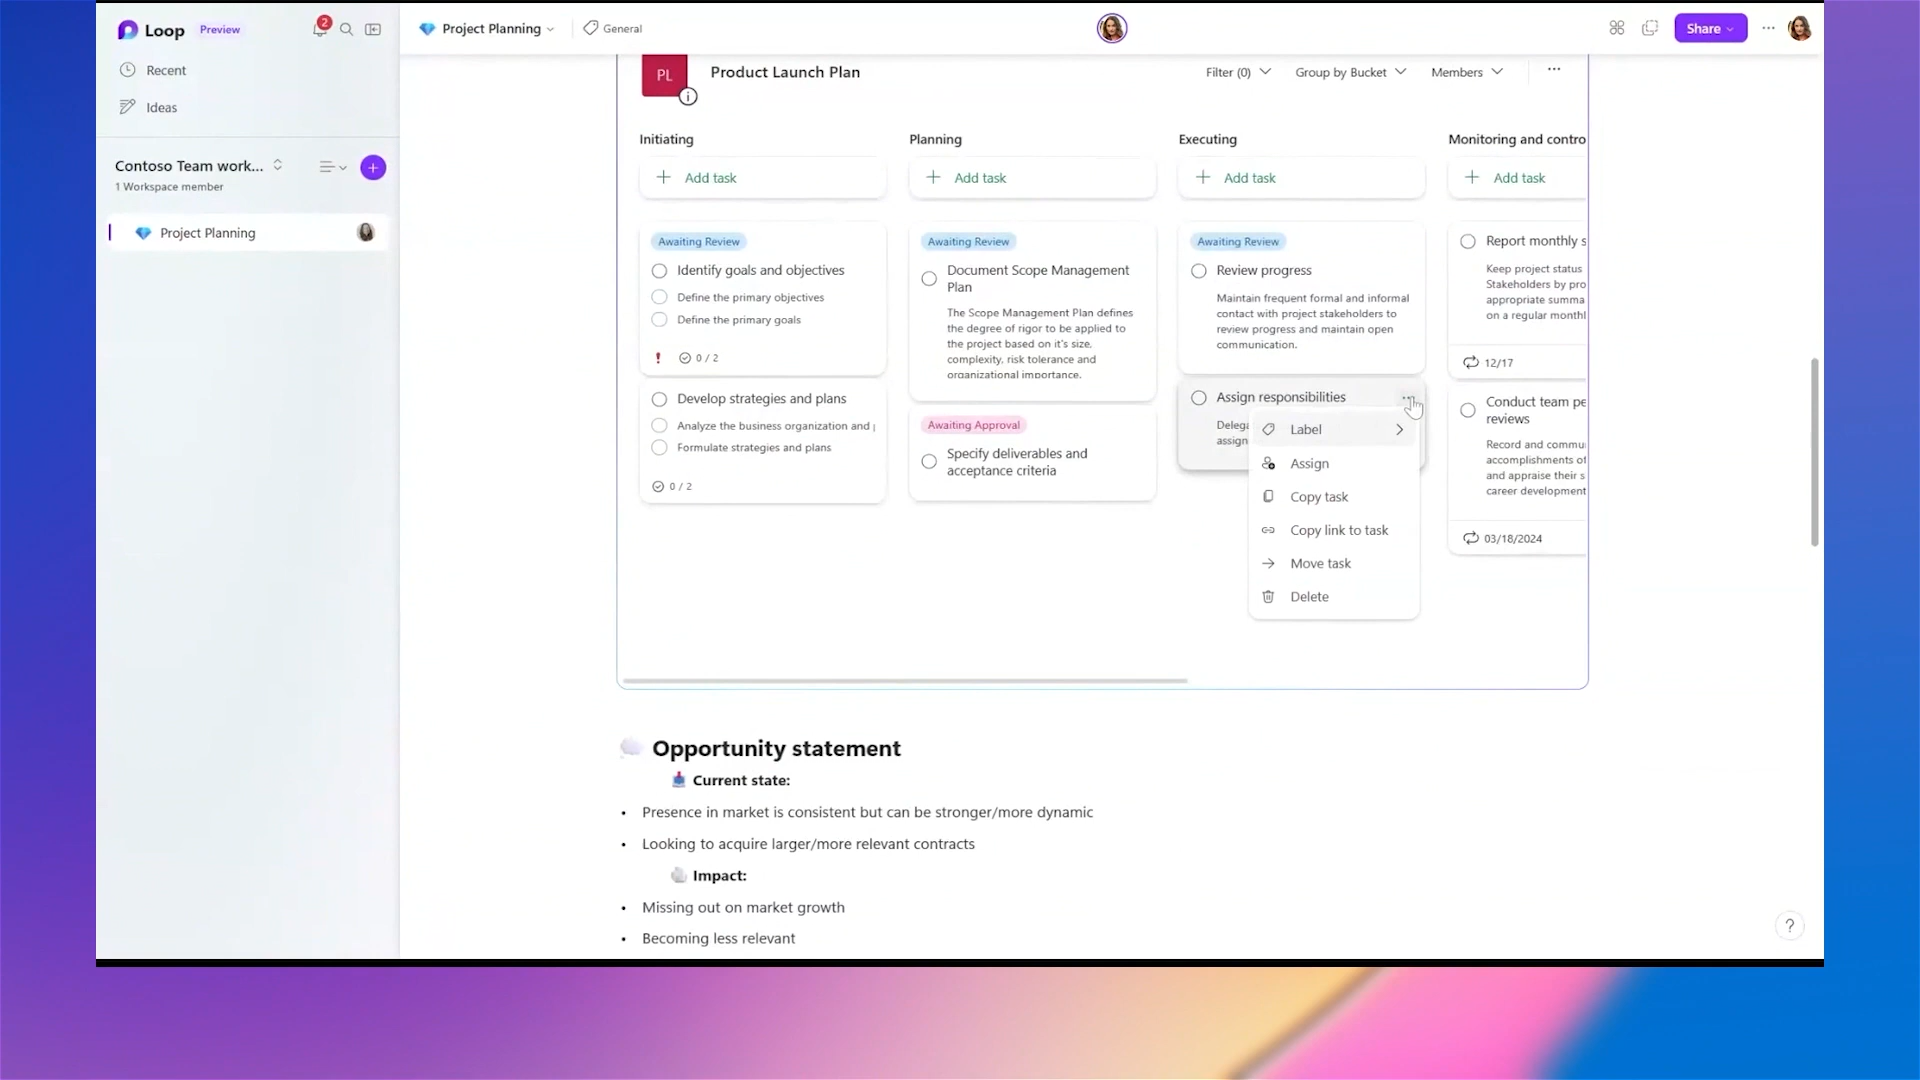 Loop Preview
2
Recent
Ideas
Contoso Team work...
1 Workspace member
Project Planning
Project Planning
General
Share
PL
Product Launch Plan
Filter (0)
Group by Bucket
Members
Initiating
Add task
Awaiting Review
Identify goals and objectives
Define the primary objectives
Define the primary goals
0 / 2
Develop strategies and plans
Analyze the business organization and
Formulate strategies and plans
0 / 2
Planning
Add task
Awaiting Review
Document Scope Management
Plan
The Scope Management Plan defines
the degree of rigor to be applied to
the project based on it's size,
complexity, risk tolerance and
organizational importance.
Awaiting Approval
Specify deliverables and
acceptance criteria
Executing
Add task
Awaiting Review
Review progress
Maintain frequent formal and informal
contact with project stakeholders to
review progress and maintain open
communication.
Assign responsibilities
Delega
assign
Label
Assign
Copy task
Copy link to task
Move task
Delete
Monitoring and contro
Add task
Report monthly s
Keep project status
Stakeholders by pro
appropriate summa
on a regular monthl
12/17
Conduct team pe
reviews
Record and commu
accomplishments of
and appraise their s
career development
03/18/2024
Opportunity statement
Current state:
• Presence in market is consistent but can be stronger/more dynamic
• Looking to acquire larger/more relevant contracts
Impact:
• Missing out on market growth
• Becoming less relevant
?